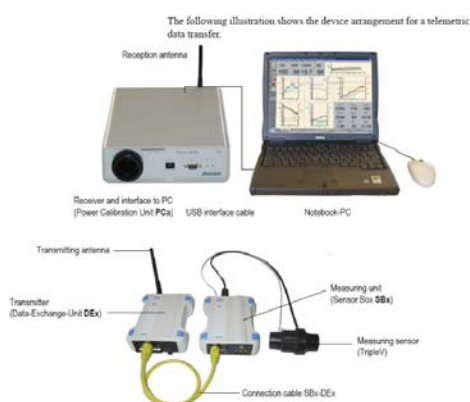 The following illustration shows the device arrangement for a telemetric
data transfer.
Reception antenna
Receiver and interface to PC
(Power Calibration Unit PCa)
USB interface cable
Notebook-PC
Transmitting antenna
Transmitter
(Data-Exchange-Unit DEx)
Measuring unit
(Sensor Box SBx)
Measuring sensor
(TripleV)
Connection cable SBx-DEx